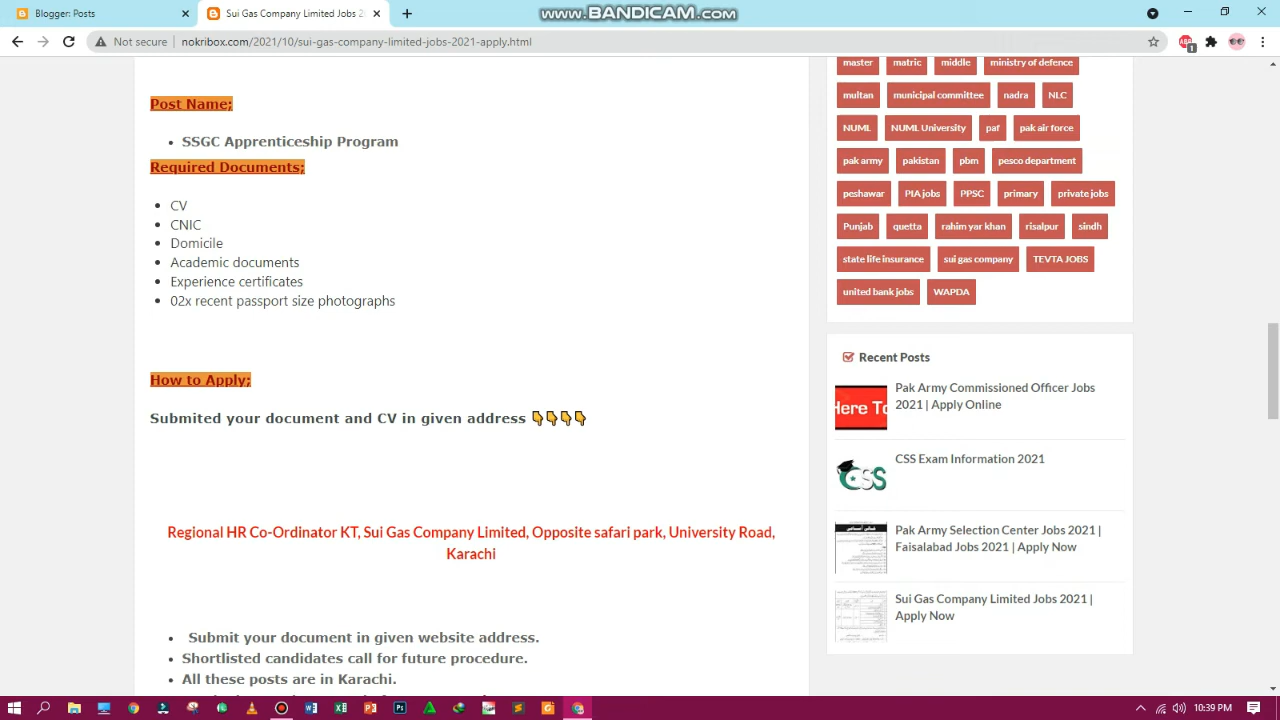 Blogger: Posts
Sui Gas Company Limited Jobs 2
www.BANDICAM.com
Not secure
nokribox.com/2021/10/sui-gas-company-limited-jobs-2021-apply.html
1
Post Name;
SSGC Apprenticeship Program
Required Documents;
CV
CNIC
Domicile
Academic documents
Experience certificates
02x recent passport size photographs
How to Apply;
Submited your document and CV in given address 👇👇👇👇
Regional HR Co-Ordinator KT, Sui Gas Company Limited, Opposite safari park, University Road,
Karachi
Submit your document in given website address.
Shortlisted candidates call for future procedure.
All these posts are in Karachi.
master matric middle ministry of defence
multan municipal committee nadra NLC
NUML NUML University paf pak air force
pak army pakistan pbm pesco department
peshawar PIA jobs PPSC primary private jobs
Punjab quetta rahim yar khan risalpur sindh
state life insurance sui gas company TEVTA JOBS
united bank jobs WAPDA
Recent Posts
Here To
Pak Army Commissioned Officer Jobs
2021 | Apply Online
CSS
CSS Exam Information 2021
Pak Army Selection Center Jobs 2021 |
Faisalabad Jobs 2021 | Apply Now
Sui Gas Company Limited Jobs 2021 |
Apply Now
10:39 PM